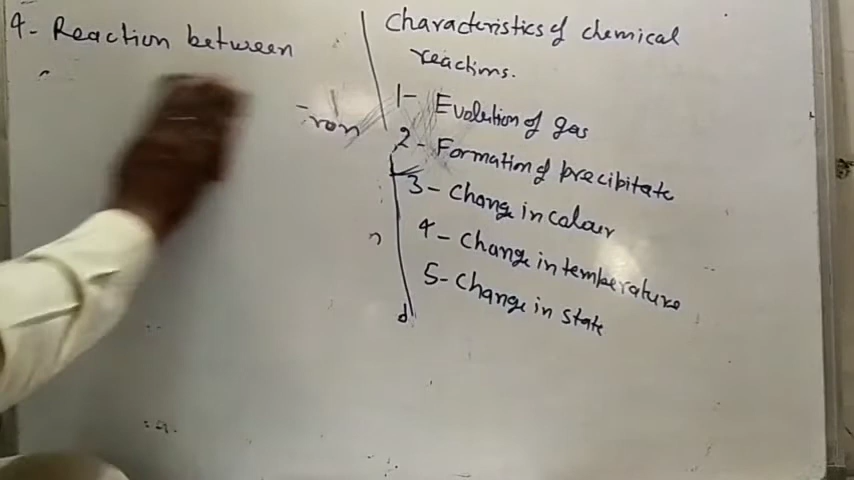 4- Reaction between
Characteristics of chemical
reactions.
1- Evolution of gas
2- Formation of precipitate
3- Change in colour
4- Change in temperature
5- Change in state